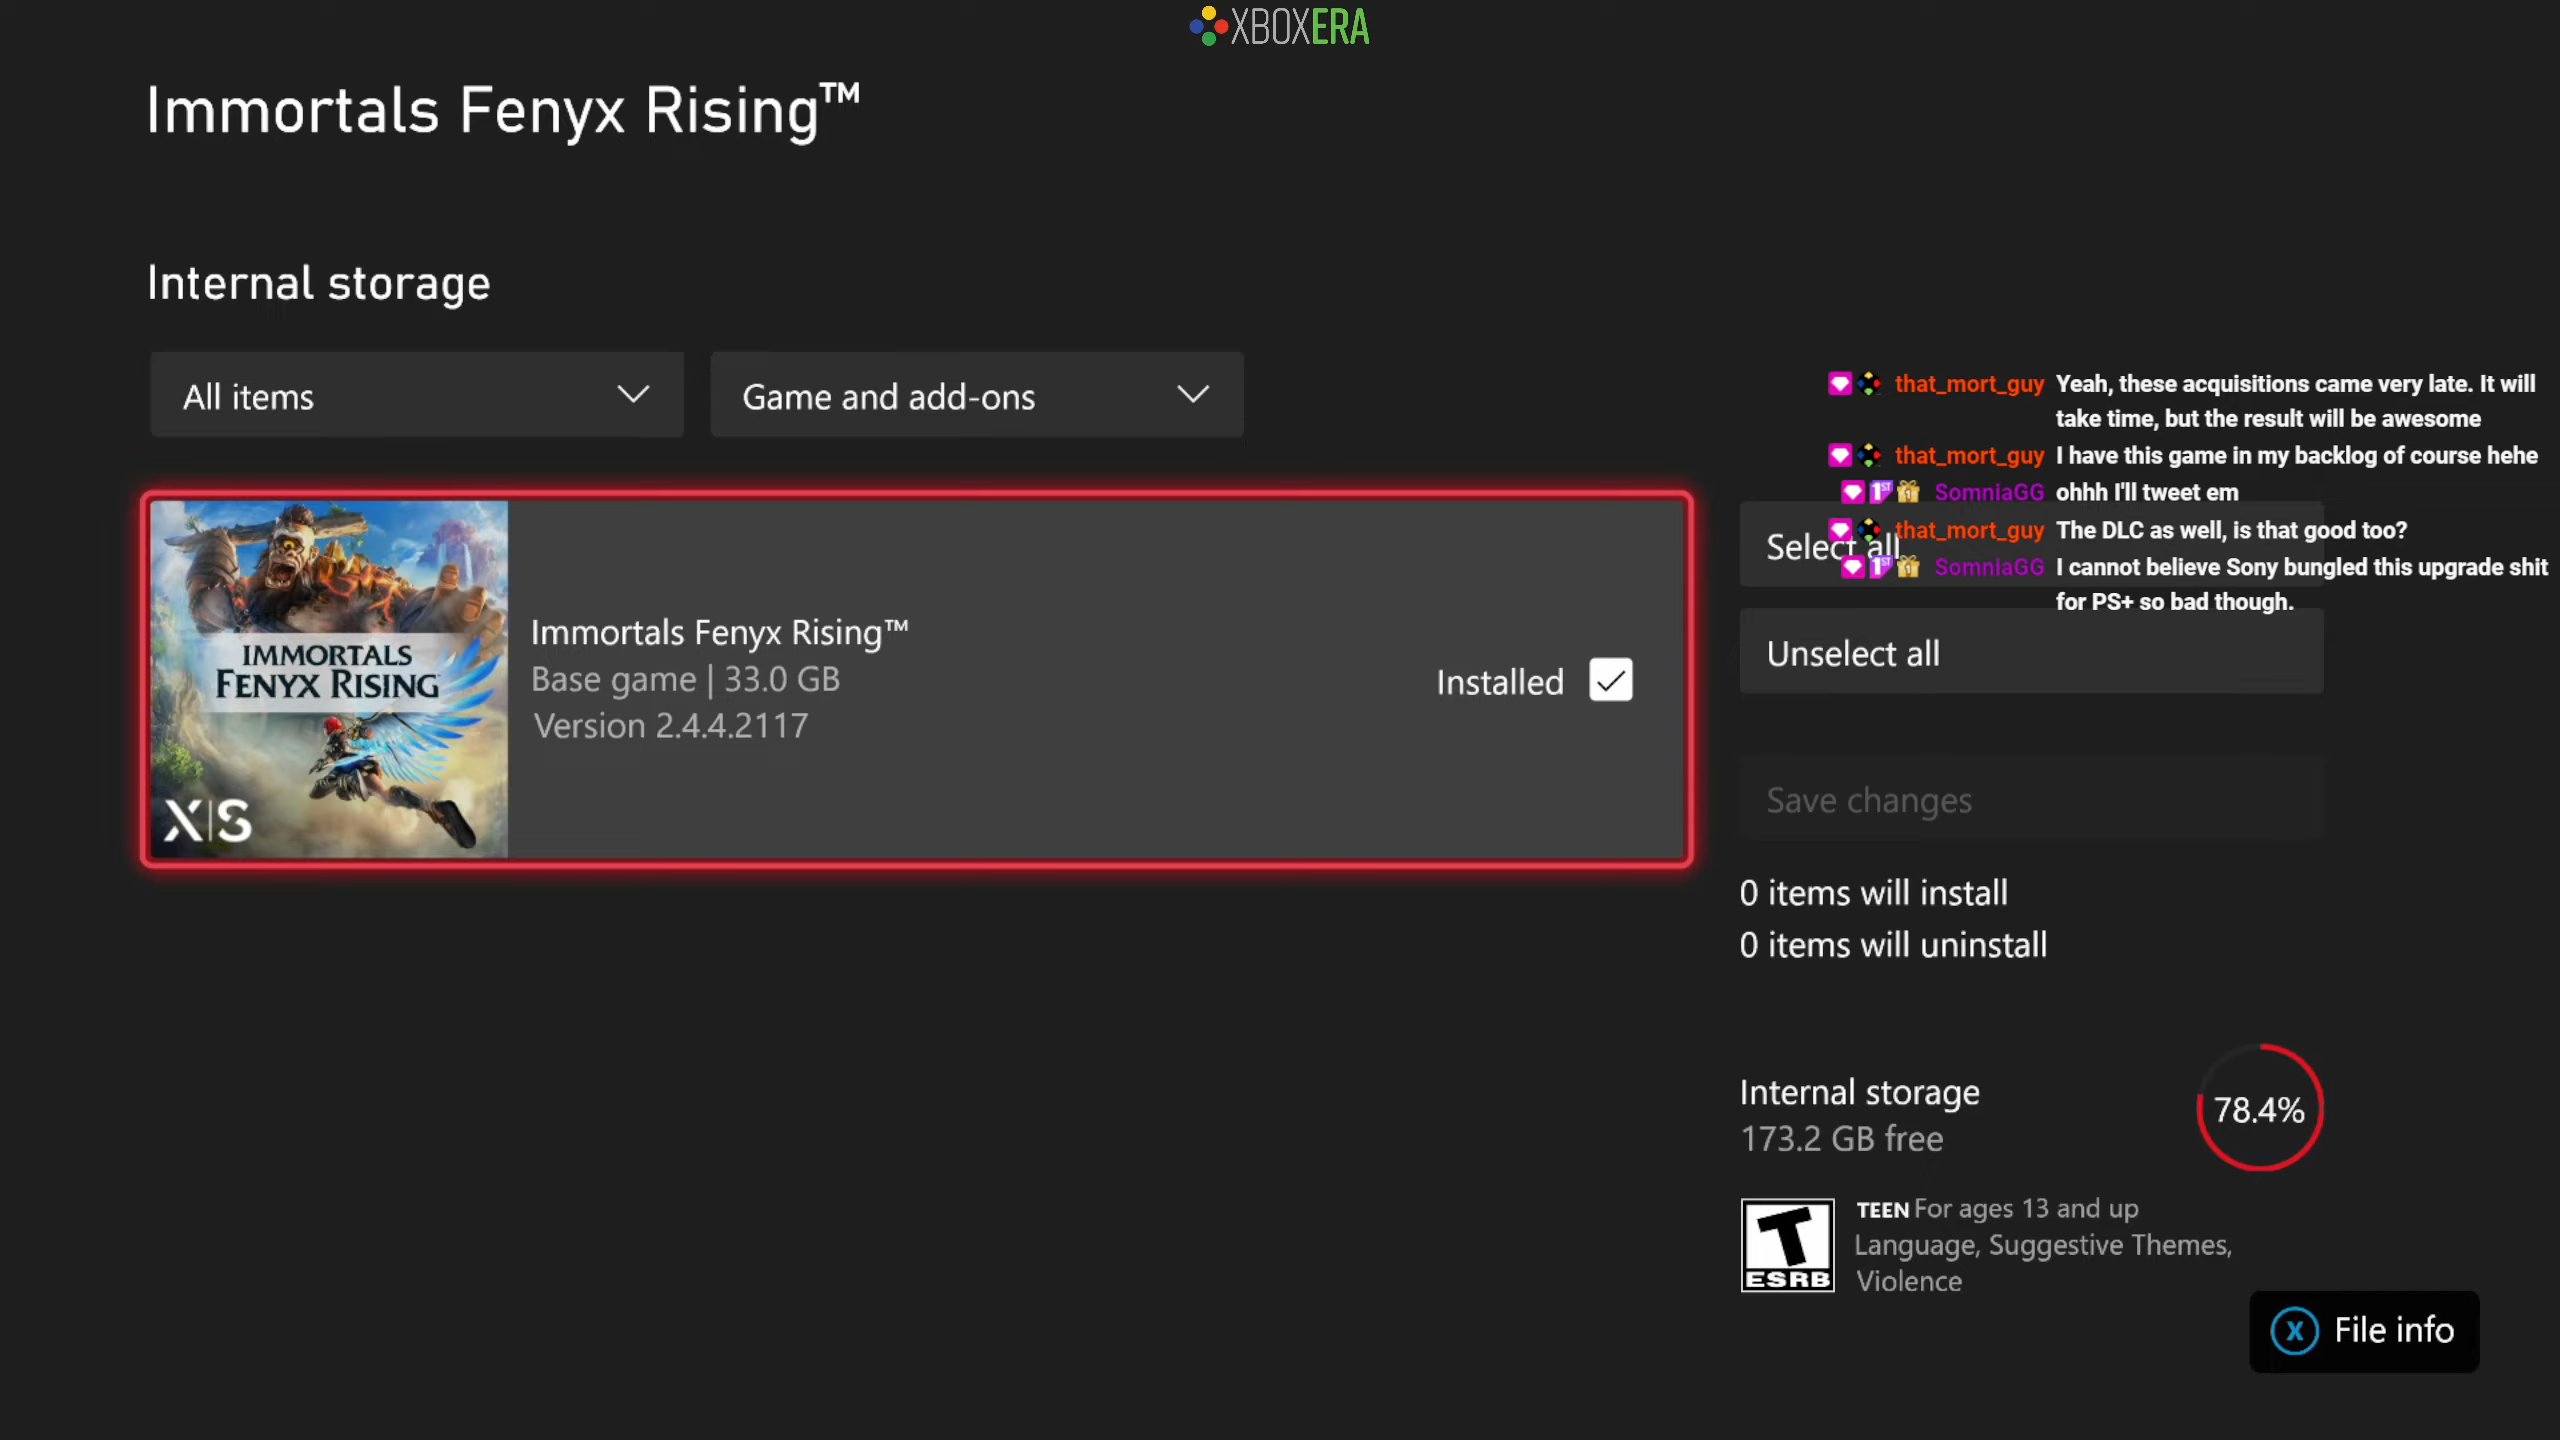 XBOXERA
Immortals Fenyx Rising™
Internal storage
All items
Game and add-ons
IMMORTALS
FENYX RISING
X|S
Immortals Fenyx Rising™
Base game | 33.0 GB
Version 2.4.4.2117
Installed
that_mort_guy Yeah, these acquisitions came very late. It will
take time, but the result will be awesome
that_mort_guy I have this game in my backlog of course hehe
1ST 1 SomniaGG ohhh I'll tweet em
that_mort_guy The DLC as well, is that good too?
1ST 1 SomniaGG I cannot believe Sony bungled this upgrade shit
for PS+ so bad though.
Select all
Unselect all
Save changes
0 items will install
0 items will uninstall
Internal storage
173.2 GB free
78.4%
T
ESRB
TEEN For ages 13 and up
Language, Suggestive Themes,
Violence
X File info